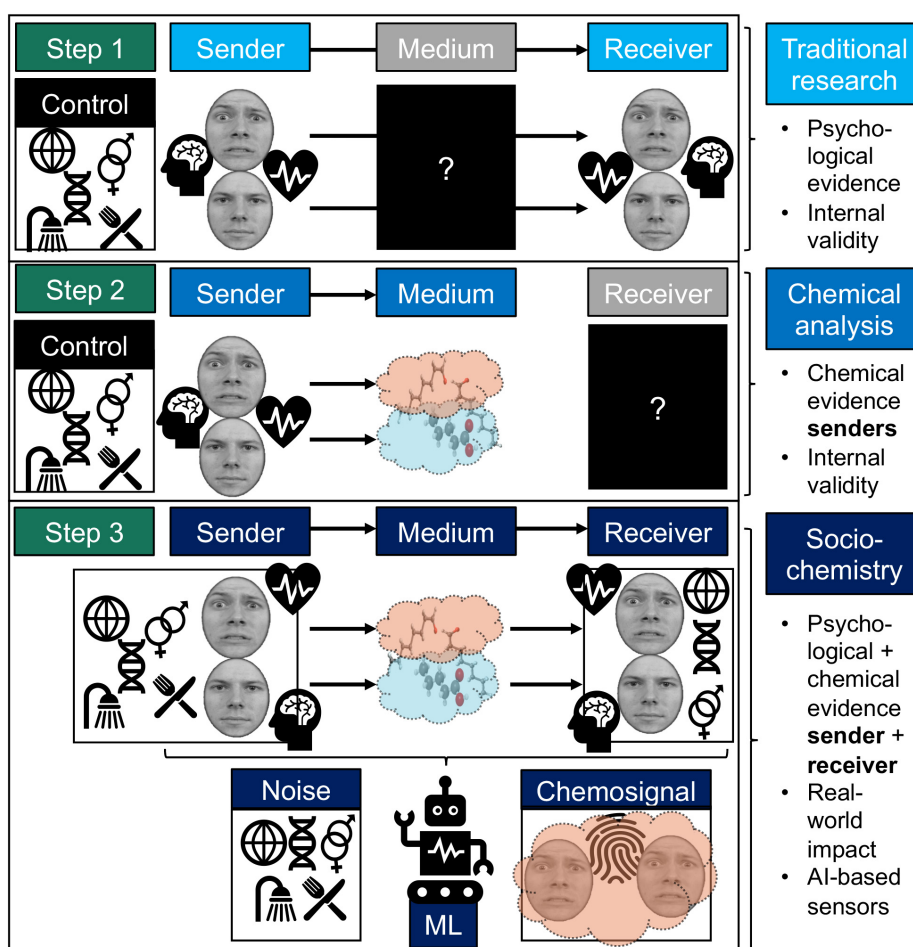 Step 1
Sender
Medium
Receiver
Control
?
Traditional
research
• Psycho-
logical
evidence
• Internal
validity
Step 2
Sender
Medium
Receiver
Control
?
Chemical
analysis
• Chemical
evidence
senders
• Internal
validity
Step 3
Sender
Medium
Receiver
Noise
ML
Chemosignal
Socio-
chemistry
• Psycho-
logical +
chemical
evidence
sender +
receiver
• Real-
world
impact
• AI-based
sensors